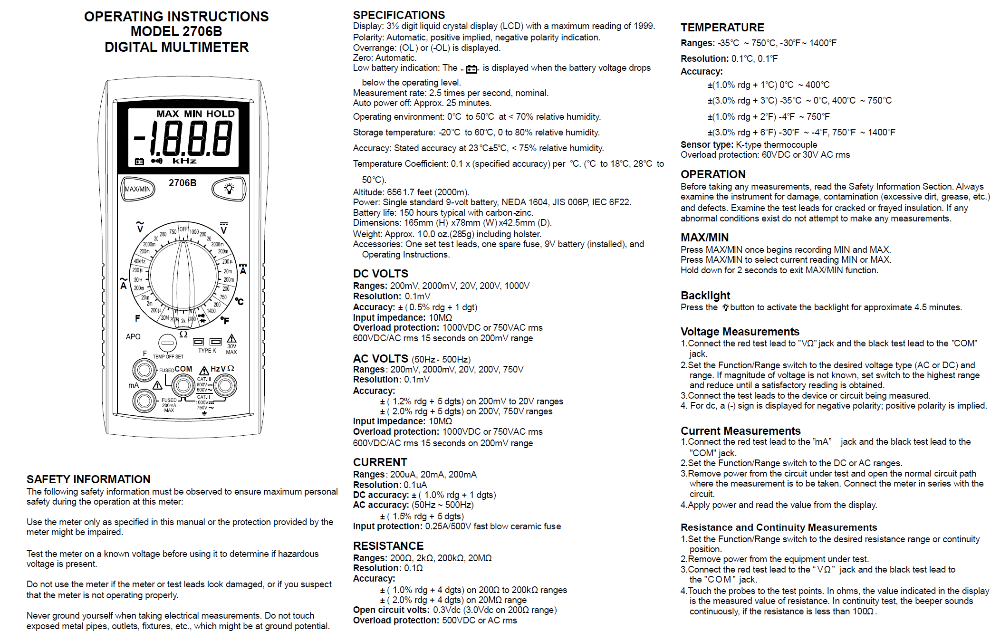 OPERATING INSTRUCTIONS
MODEL 2706B
DIGITAL MULTIMETER
MAX MIN HOLD
-1.8.8.8
kHz
MAX/MIN
2706B
V
200 750 OFF 1000 200
V
20
20
2000m
2000m
200m
200m
40kHz
200μ
200μ
20m
A
A
20m
200m
200m
200
20m
750
°C
2m
200
200μ
1400
F
20M 200k 2k 200
°F
Ω
APO
TEMP OFF SET
TYPE K
30V
MAX
F
FUSED COM
Hz V Ω
mA
CAT.III
600V
600V
FUSED
200mA
MAX
CAT.II
1000V
750V
SAFETY INFORMATION
The following safety information must be observed to ensure maximum personal
safety during the operation at this meter:
Use the meter only as specified in this manual or the protection provided by the
meter might be impaired.
Test the meter on a known voltage before using it to determine if hazardous
voltage is present.
Do not use the meter if the meter or test leads look damaged, or if you suspect
that the meter is not operating properly.
Never ground yourself when taking electrical measurements. Do not touch
exposed metal pipes, outlets, fixtures, etc., which might be at ground potential.
SPECIFICATIONS
Display: 3½ digit liquid crystal display (LCD) with a maximum reading of 1999.
Polarity: Automatic, positive implied, negative polarity indication.
Overrange: (OL) or (-OL) is displayed.
Zero: Automatic.
Low battery indication: The „ ' is displayed when the battery voltage drops
below the operating level.
Measurement rate: 2.5 times per second, nominal.
Auto power off: Approx. 25 minutes.
Operating environment: 0°C to 50°C at < 70% relative humidity.
Storage temperature: -20°C to 60°C, 0 to 80% relative humidity.
Accuracy: Stated accuracy at 23°C±5°C, < 75% relative humidity.
Temperature Coefficient: 0.1 x (specified accuracy) per °C. (°C to 18°C, 28°C to
50°C).
Altitude: 6561.7 feet (2000m).
Power: Single standard 9-volt battery, NEDA 1604, JIS 006P, IEC 6F22.
Battery life: 150 hours typical with carbon-zinc.
Dimensions: 165mm (H) x78mm (W) x42.5mm (D).
Weight: Approx. 10.0 oz.(285g) including holster.
Accessories: One set test leads, one spare fuse, 9V battery (installed), and
Operating Instructions.
DC VOLTS
Ranges: 200mV, 2000mV, 20V, 200V, 1000V
Resolution: 0.1mV
Accuracy: ± ( 0.5% rdg + 1 dgt)
Input impedance: 10MΩ
Overload protection: 1000VDC or 750VAC rms
600VDC/AC rms 15 seconds on 200mV range
AC VOLTS (50Hz - 500Hz)
Ranges: 200mV, 2000mV, 20V, 200V, 750V
Resolution: 0.1mV
Accuracy:
± ( 1.2% rdg + 5 dgts) on 200mV to 20V ranges
± ( 2.0% rdg + 5 dgts) on 200V, 750V ranges
Input impedance: 10MΩ
Overload protection: 1000VDC or 750VAC rms
600VDC/AC rms 15 seconds on 200mV range
CURRENT
Ranges: 200uA, 20mA, 200mA
Resolution: 0.1uA
DC accuracy: ± ( 1.0% rdg + 1 dgts)
AC accuracy: (50Hz ~ 500Hz)
± ( 1.5% rdg + 5 dgts)
Input protection: 0.25A/500V fast blow ceramic fuse
RESISTANCE
Ranges: 200Ω, 2kΩ, 200kΩ, 20MΩ
Resolution: 0.1Ω
Accuracy:
± ( 1.0% rdg + 4 dgts) on 200Ω to 200kΩ ranges
± ( 2.0% rdg + 4 dgts) on 20MΩ range
Open circuit volts: 0.3Vdc (3.0Vdc on 200Ω range)
Overload protection: 500VDC or AC rms
TEMPERATURE
Ranges: -35°C ~ 750°C, -30°F ~ 1400°F
Resolution: 0.1°C, 0.1°F
Accuracy:
±(1.0% rdg + 1°C) 0°C ~ 400°C
±(3.0% rdg + 3°C) -35°C ~ 0°C, 400°C ~ 750°C
±(1.0% rdg + 2°F) -4°F ~ 750°F
±(3.0% rdg + 6°F) -30°F ~ -4°F, 750°F ~ 1400°F
Sensor type: K-type thermocouple
Overload protection: 60VDC or 30V AC rms
OPERATION
Before taking any measurements, read the Safety Information Section. Always
examine the instrument for damage, contamination (excessive dirt, grease, etc.)
and defects. Examine the test leads for cracked or frayed insulation. If any
abnormal conditions exist do not attempt to make any measurements.
MAX/MIN
Press MAX/MIN once begins recording MIN and MAX.
Press MAX/MIN to select current reading MIN or MAX.
Hold down for 2 seconds to exit MAX/MIN function.
Backlight
Press the button to activate the backlight for approximate 4.5 minutes.
Voltage Measurements
1.Connect the red test lead to ”VΩ” jack and the black test lead to the ”COM”
jack.
2.Set the Function/Range switch to the desired voltage type (AC or DC) and
range. If magnitude of voltage is not known, set switch to the highest range
and reduce until a satisfactory reading is obtained.
3.Connect the test leads to the device or circuit being measured.
4. For dc, a (-) sign is displayed for negative polarity; positive polarity is implied.
Current Measurements
1.Connect the red test lead to the ”mA” jack and the black test lead to the
"COM" jack.
2.Set the Function/Range switch to the DC or AC ranges.
3.Remove power from the circuit under test and open the normal circuit path
where the measurement is to be taken. Connect the meter in series with the
circuit.
4.Apply power and read the value from the display.
Resistance and Continuity Measurements
1.Set the Function/Range switch to the desired resistance range or continuity
position.
2.Remove power from the equipment under test.
3.Connect the red test lead to the “VΩ” jack and the black test lead to
the ”COM” jack.
4.Touch the probes to the test points. In ohms, the value indicated in the display
is the measured value of resistance. In continuity test, the beeper sounds
continuously, if the resistance is less than 100Ω.